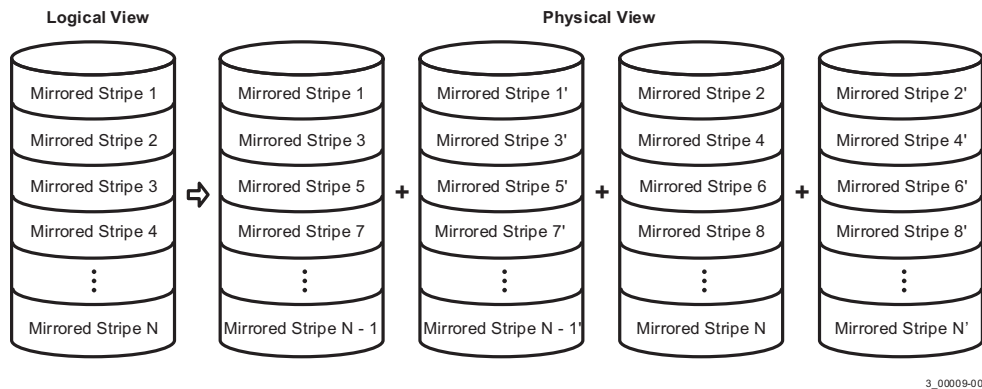 Logical View
Physical View
Mirrored Stripe 1
Mirrored Stripe 2
Mirrored Stripe 3
Mirrored Stripe 4
Mirrored Stripe N
Mirrored Stripe 1
Mirrored Stripe 3
Mirrored Stripe 5
Mirrored Stripe 7
Mirrored Stripe N - 1
+
Mirrored Stripe 1'
Mirrored Stripe 3'
Mirrored Stripe 5'
Mirrored Stripe 7'
Mirrored Stripe N - 1'
+
Mirrored Stripe 2
Mirrored Stripe 4
Mirrored Stripe 6
Mirrored Stripe 8
Mirrored Stripe N
+
Mirrored Stripe 2'
Mirrored Stripe 4'
Mirrored Stripe 6'
Mirrored Stripe 8'
Mirrored Stripe N’
3_00009-00